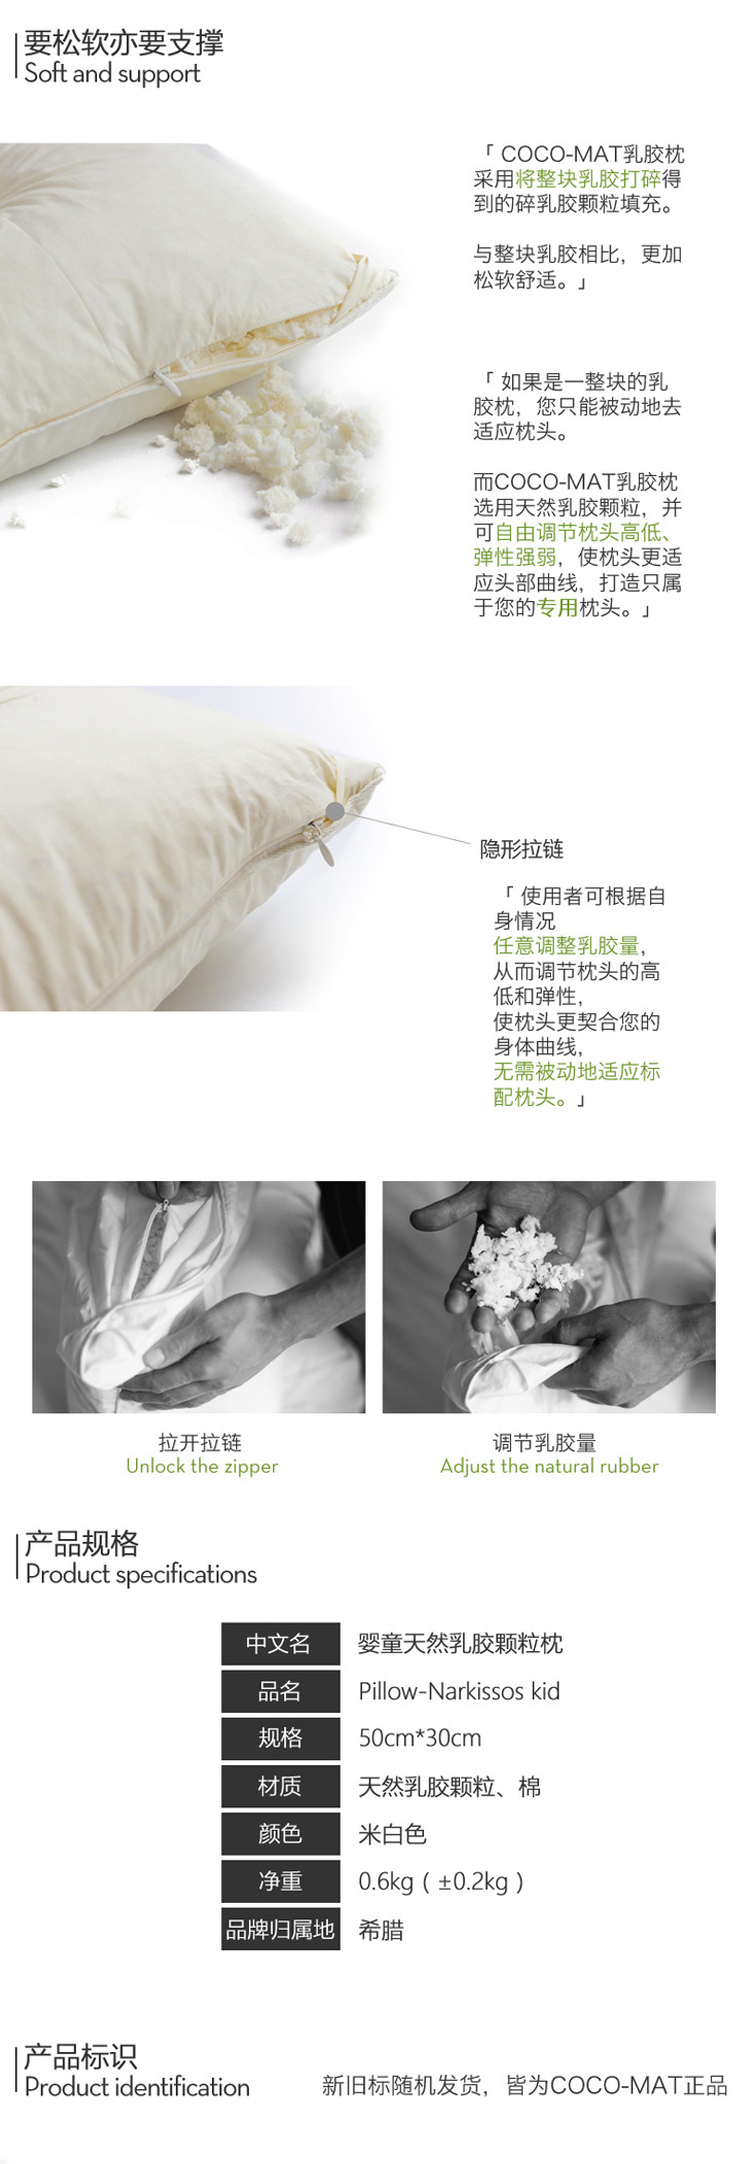 要松软亦要支撑
Soft and support
「 COCO-MAT乳胶枕
采用将整块乳胶打碎得
到的碎乳胶颗粒填充。
与整块乳胶相比，更加
松软舒适。」
「 如果是一整块的乳
胶枕，您只能被动地去
适应枕头。
而COCO-MAT乳胶枕
选用天然乳胶颗粒，并
可自由调节枕头高低、
弹性强弱，使枕头更适
应头部曲线，打造只属
于您的专用枕头。」
隐形拉链
「 使用者可根据自
身情况
任意调整乳胶量，
从而调节枕头的高
低和弹性，
使枕头更契合您的
身体曲线，
无需被动地适应标
配枕头。」
拉开拉链
Unlock the zipper
调节乳胶量
Adjust the natural rubber
产品规格
Product specifications
中文名 婴童天然乳胶颗粒枕
品名 Pillow-Narkissos kid
规格 50cm*30cm
材质 天然乳胶颗粒、棉
颜色 米白色
净重 0.6kg ( ±0.2kg )
品牌归属地 希腊
产品标识
Product identification
新旧标随机发货，皆为COCO-MAT正品